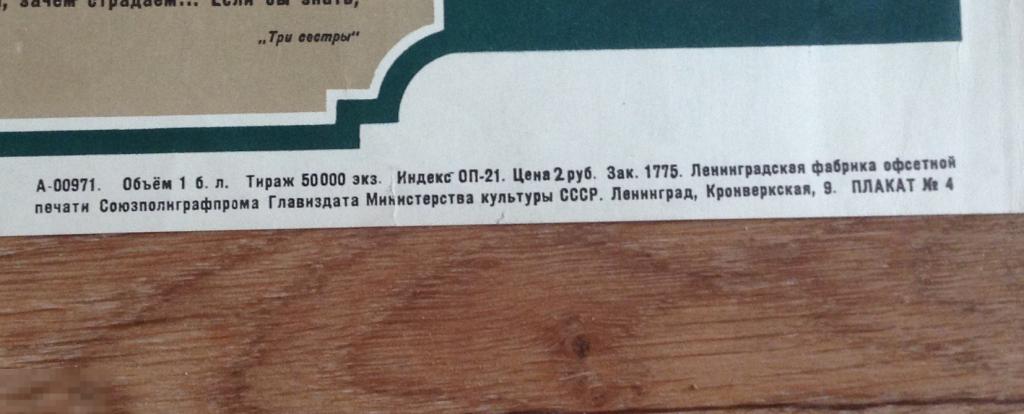 , зачем страдаем... Если бы знать,
„Три сестры“
А-00971. Объём 1 б. л. Тираж 50000 экз. Индекс ОП-21. Цена 2 руб. Зак. 1775. Ленинградская фабрика офсетной
печати Союзполиграфпрома Главиздата Министерства культуры СССР. Ленинград, Кронверкская, 9. ПЛАКАТ № 4